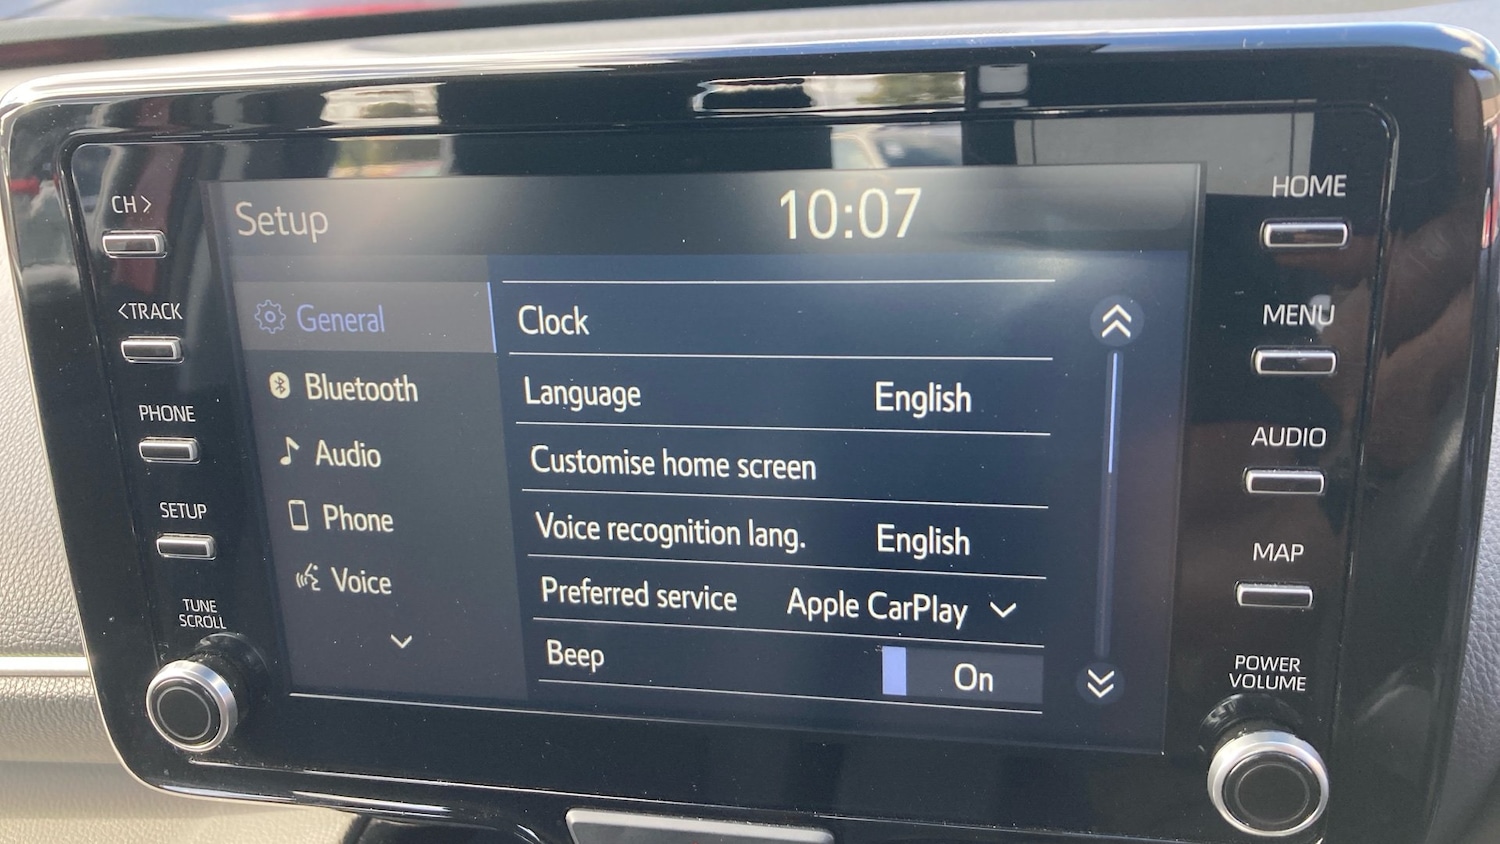 CH>
<TRACK
PHONE
SETUP
TUNE
SCROLL
Setup
10:07
General
Bluetooth
Audio
Phone
Voice
Clock
Language English
Customise home screen
Voice recognition lang. English
Preferred service Apple CarPlay
Beep On
HOME
MENU
AUDIO
MAP
POWER
VOLUME